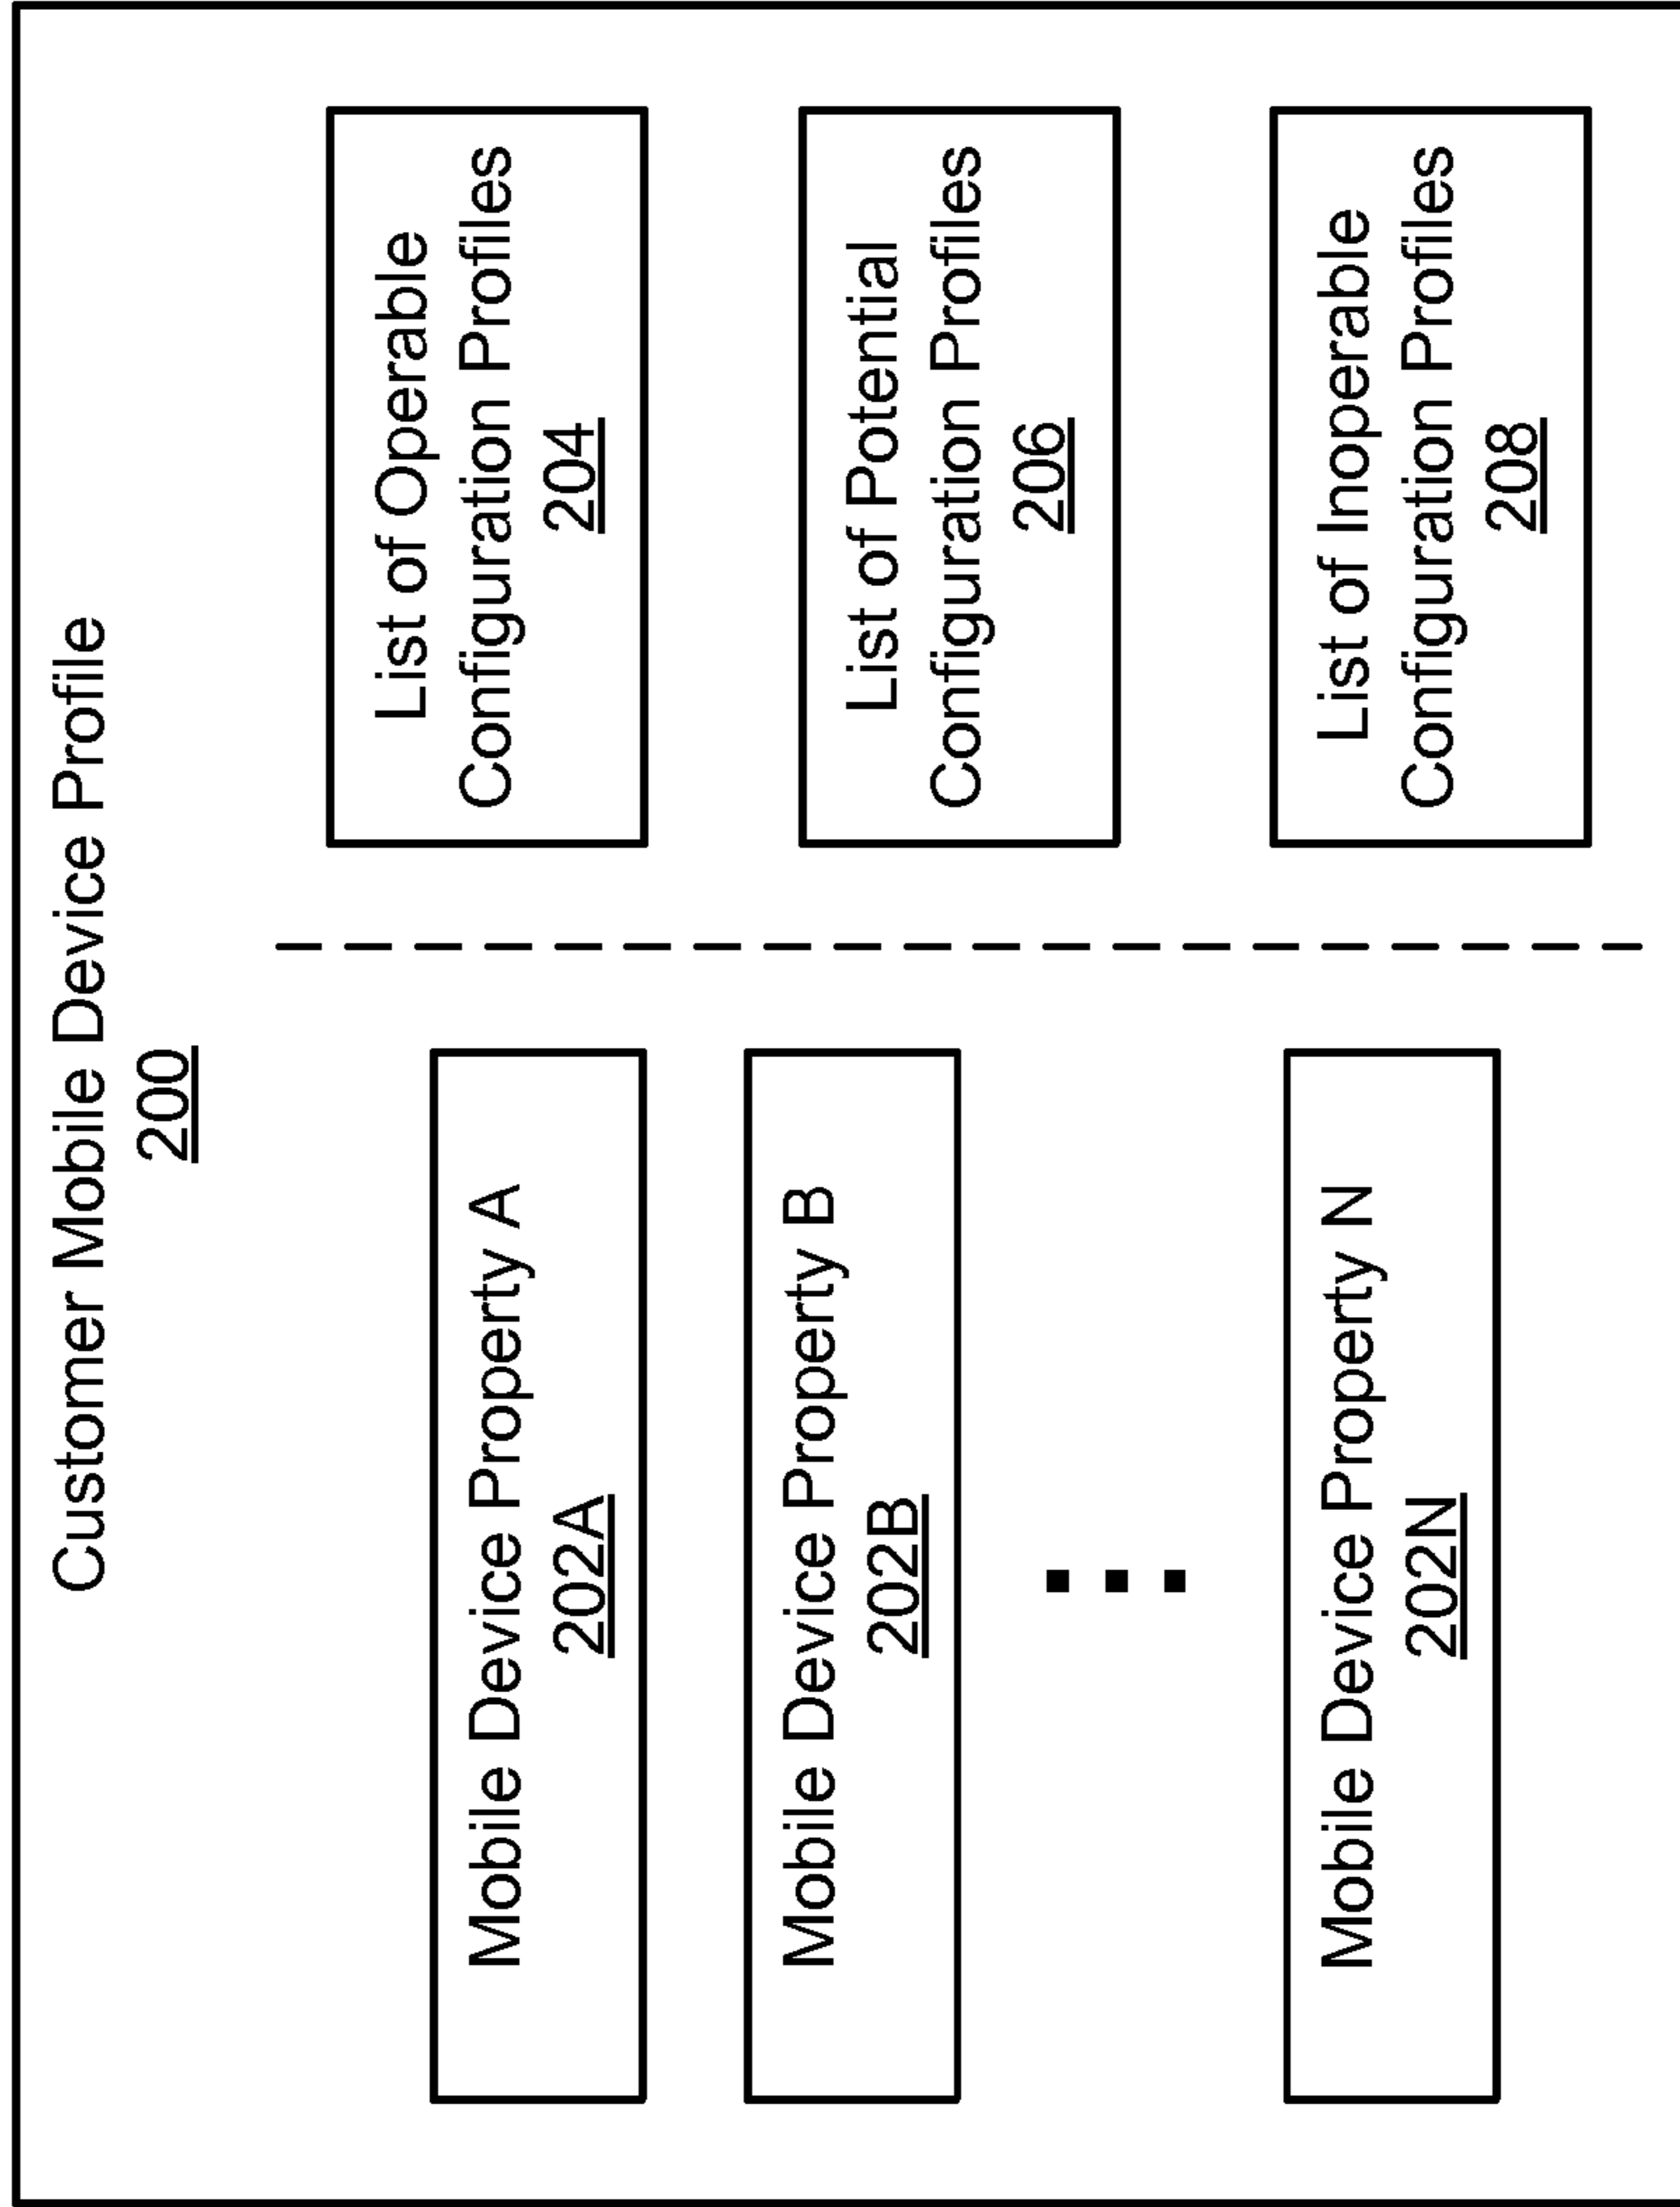 Customer Mobile Device Profile
200
Mobile Device Property A
202A
Mobile Device Property B
202B
Mobile Device Property N
202N
List of Operable
Configuration Profiles
204
List of Potential
Configuration Profiles
206
List of Inoperable
Configuration Profiles
208